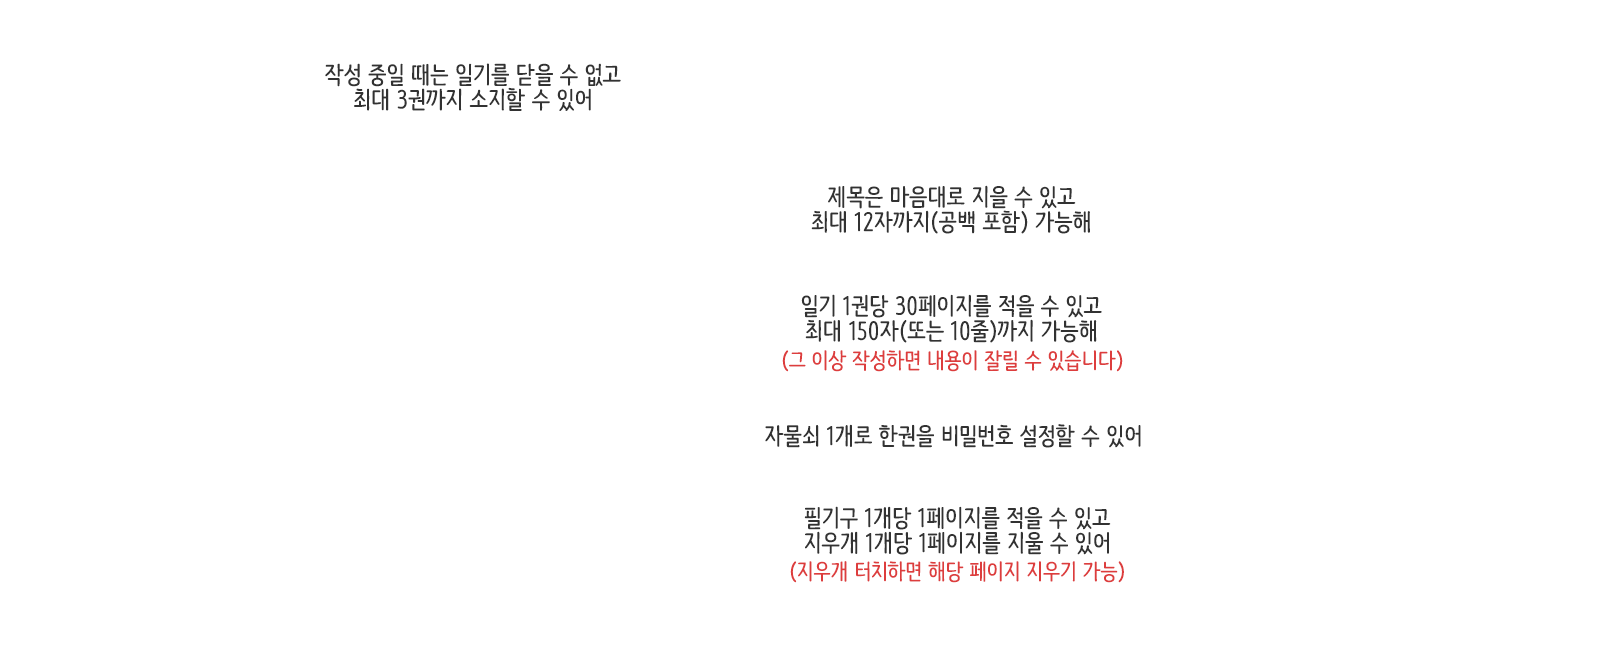 작성 중일 때는 일기를 닫을 수 없고
최대 3권까지 소지할 수 있어
제목은 마음대로 지을 수 있고
최대 12자까지(공백 포함) 가능해
일기 1권당 30페이지를 적을 수 있고
최대 150자(또는 10줄)까지 가능해
(그 이상 작성하면 내용이 잘릴 수 있습니다)
자물쇠 1개로 한권을 비밀번호 설정할 수 있어
필기구 1개당 1페이지를 적을 수 있고
지우개 1개당 1페이지를 지울 수 있어
(지우개 터치하면 해당 페이지 지우기 가능)